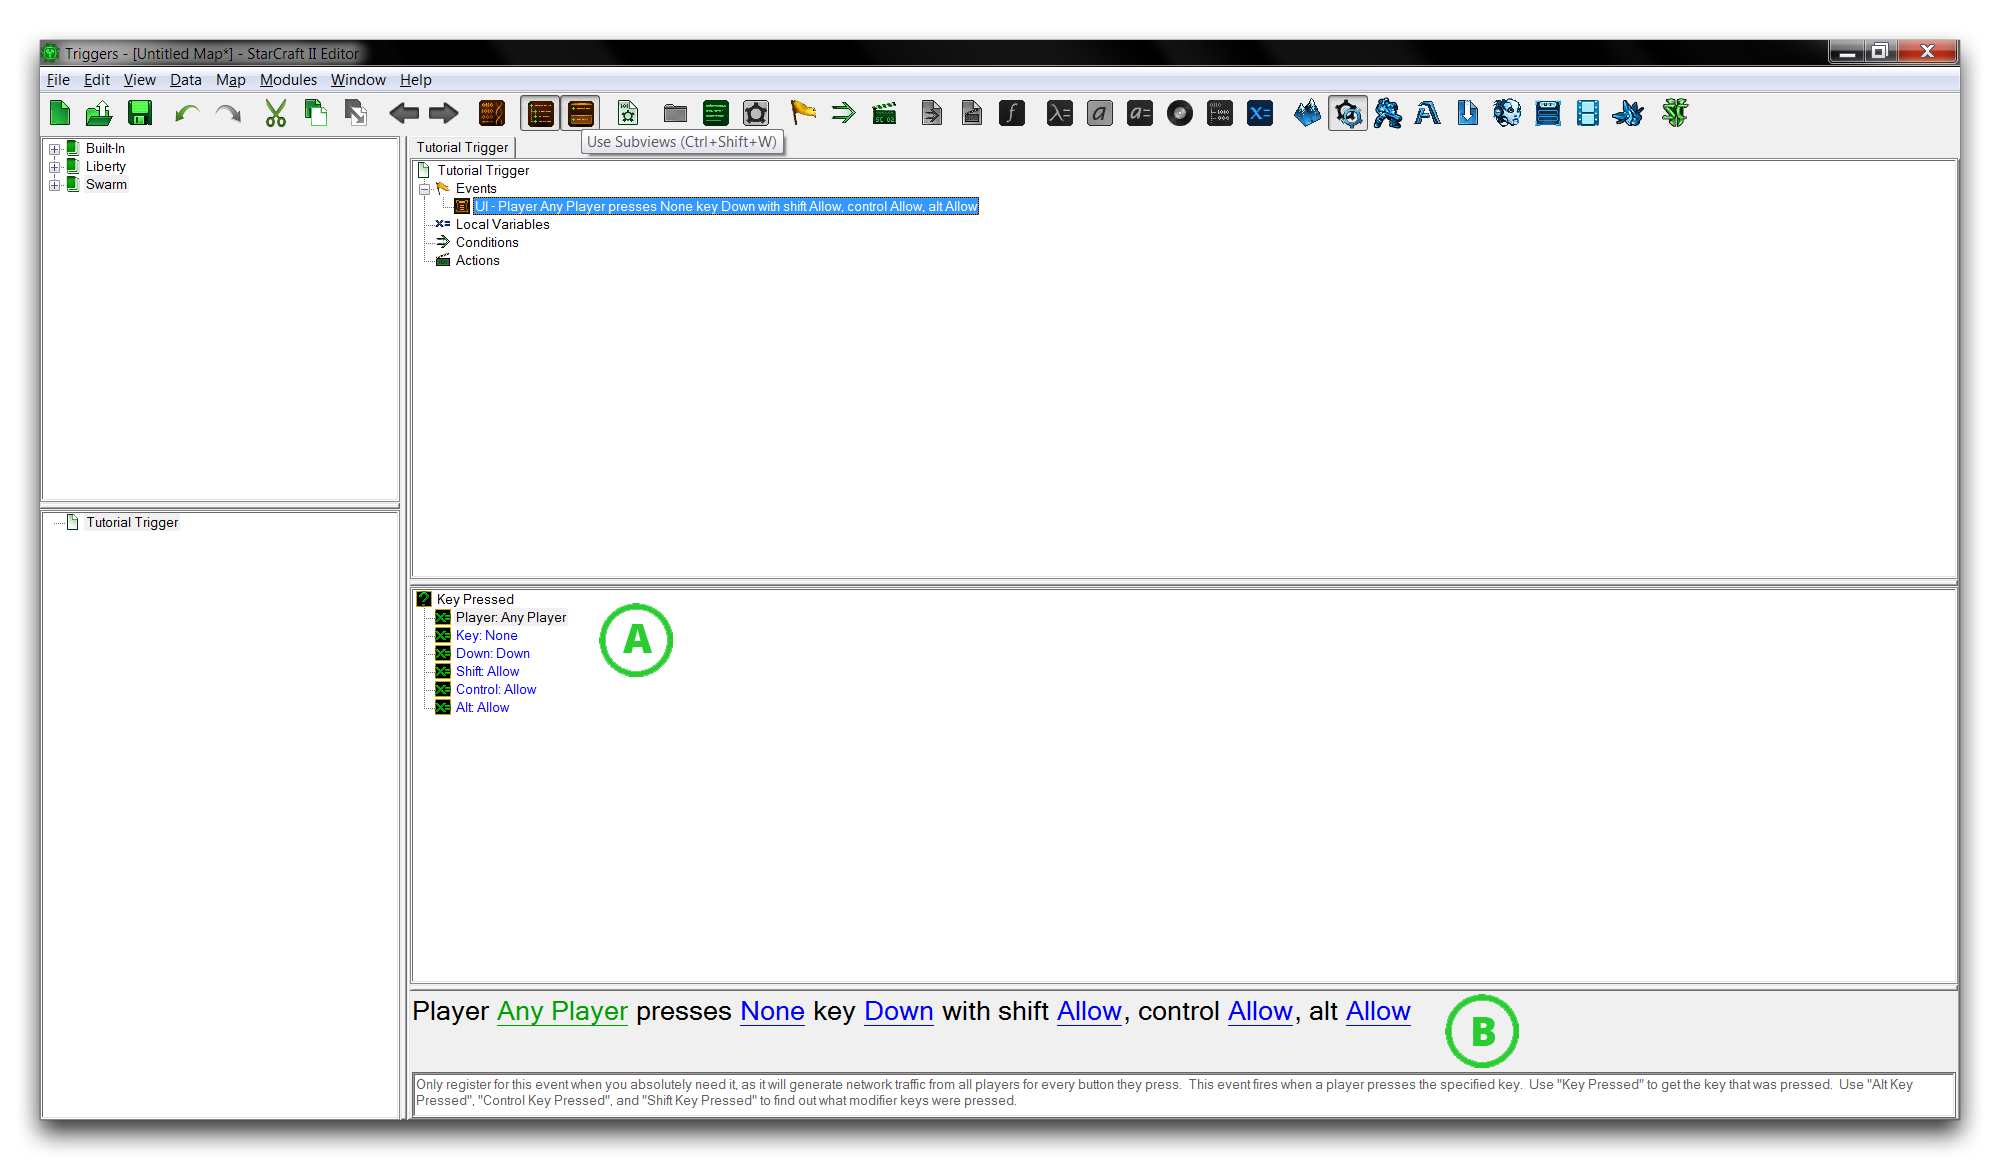 Triggers - [Untitled Map*] - StarCraft II Editor
File Edit View Data Map Modules Window Help
Use Subviews (Ctrl+Shift+W)
Built-In
Liberty
Swarm
Tutorial Trigger
Tutorial Trigger
Tutorial Trigger
Events
UI - Player Any Player presses None key Down with shift Allow, control Allow, alt Allow
Local Variables
Conditions
Actions
Key Pressed
Player: Any Player
Key: None
Down: Down
Shift: Allow
Control: Allow
Alt: Allow
A
Player Any Player presses None key Down with shift Allow, control Allow, alt Allow
B
Only register for this event when you absolutely need it, as it will generate network traffic from all players for every button they press. This event fires when a player presses the specified key. Use "Key Pressed" to get the key that was pressed. Use "Alt Key
Pressed", "Control Key Pressed", and "Shift Key Pressed" to find out what modifier keys were pressed.